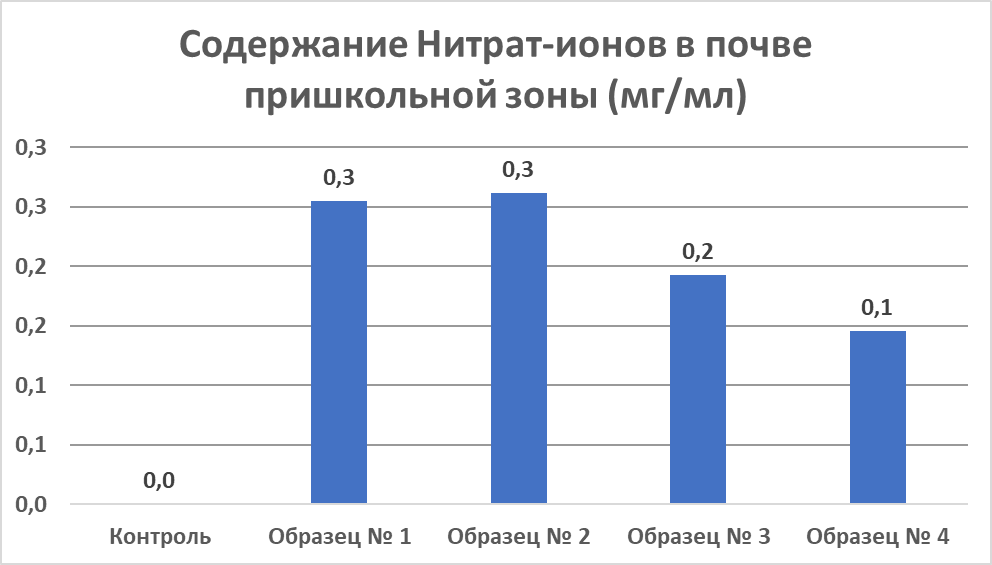 Содержание Нитрат-ионов в почве
пришкольной зоны (мг/мл)
0,3
0,3
0,2
0,2
0,1
0,1
0,0
0,0
0,3
0,3
0,2
0,1
Контроль
Образец № 1
Образец № 2
Образец № 3
Образец № 4